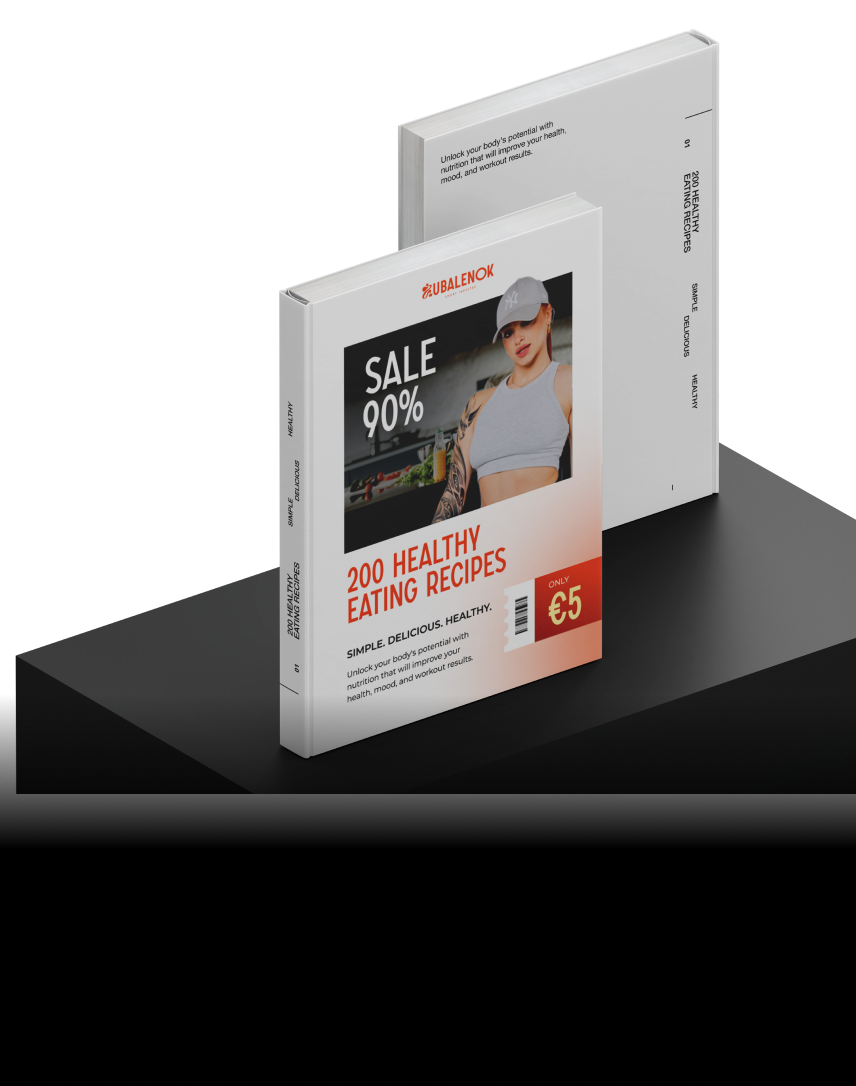 Unlock your body's potential with
nutrition that will improve your health,
mood, and workout results.
01
200 HEALTHY
EATING RECIPES
SIMPLE
DELICIOUS
HEALTHY
UBALENOK
SALE
90%
200 HEALTHY
EATING RECIPES
SIMPLE. DELICIOUS. HEALTHY.
Unlock your body's potential with
nutrition that will improve your
health, mood, and workout results.
ONLY
€5
HEALTHY
DELICIOUS
SIMPLE
200 HEALTHY
EATING RECIPES
01